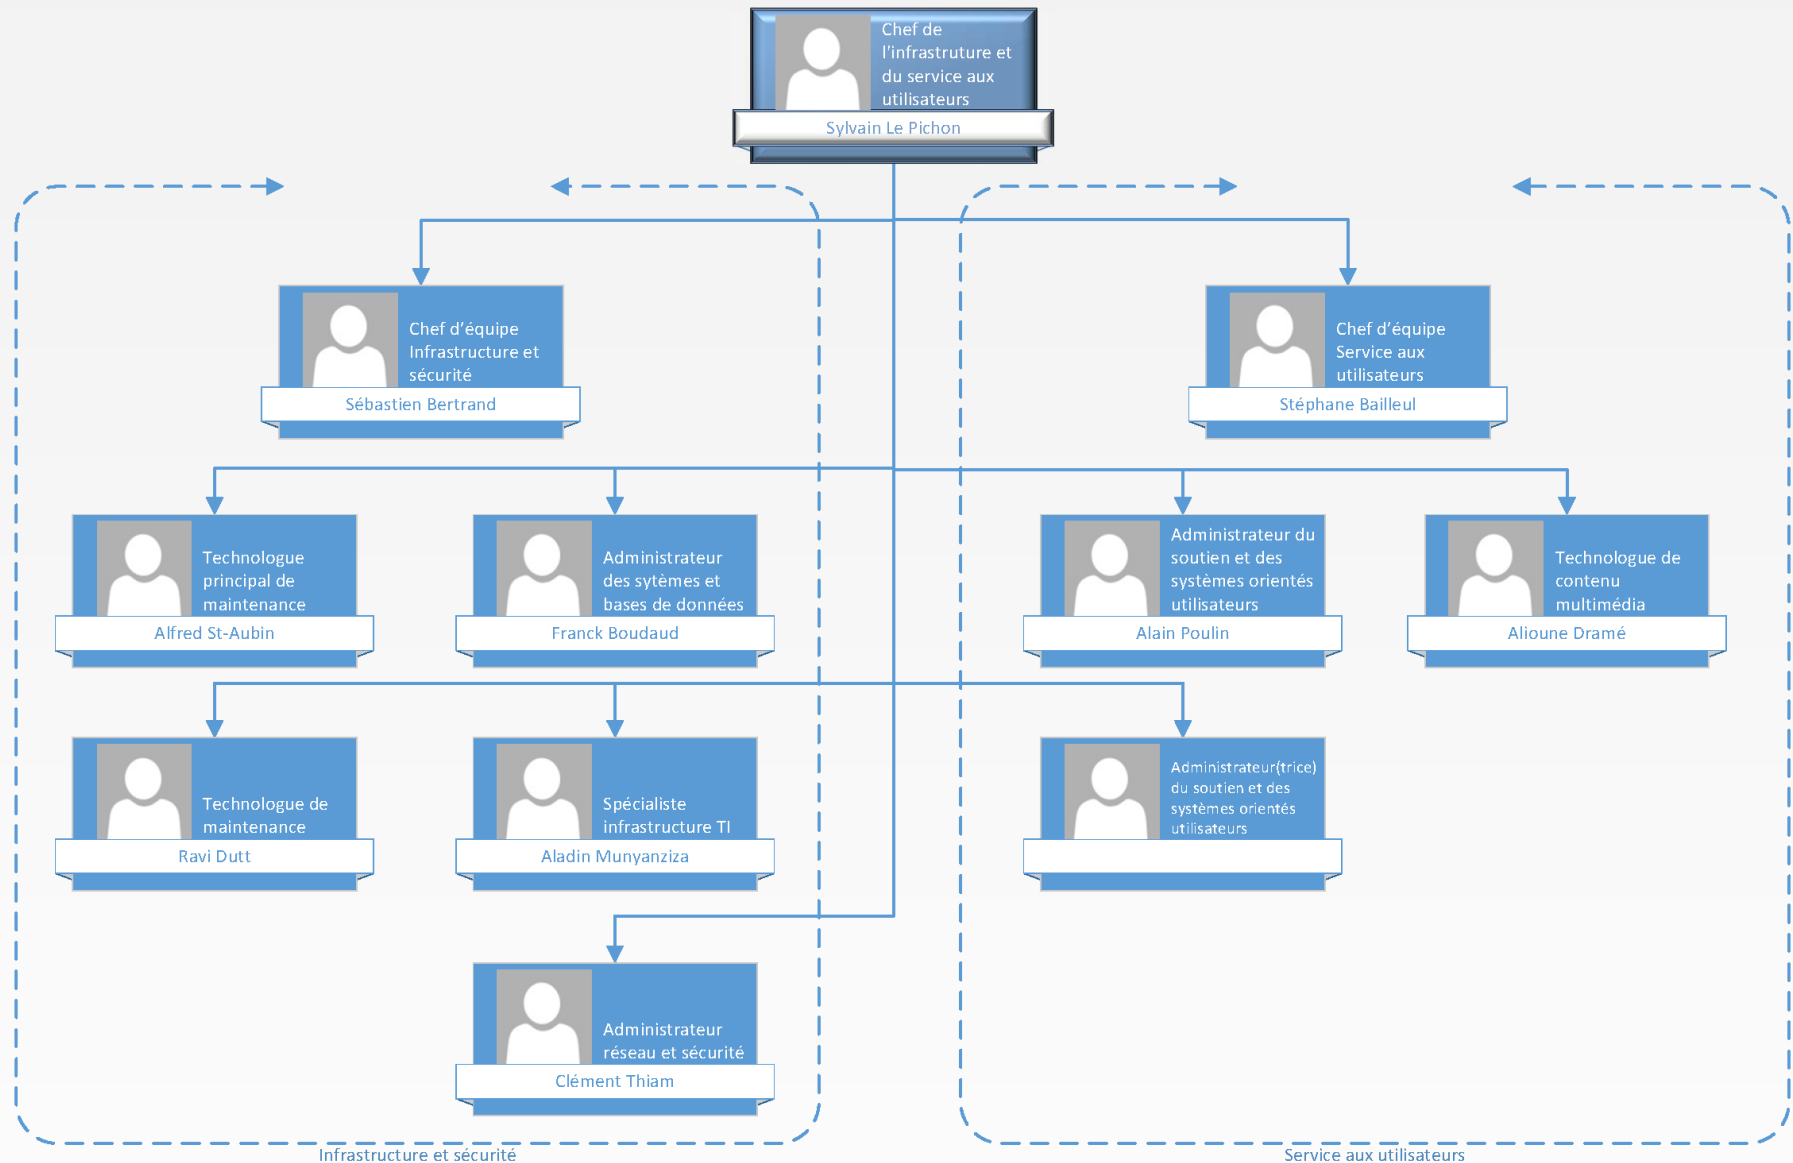 Chef de
l'infrastruture et
du service aux
utilisateurs
Sylvain Le Pichon
Chef d’équipe
Infrastructure et
sécurité
Sébastien Bertrand
Chef d’équipe
Service aux
utilisateurs
Stéphane Bailleul
Technologue
principal de
maintenance
Alfred St-Aubin
Administrateur
des sytèmes et
bases de données
Franck Boudaud
Administrateur du
soutien et des
systèmes orientés
utilisateurs
Alain Poulin
Technologue de
contenu
multimédia
Alioune Dramé
Technologue de
maintenance
Ravi Dutt
Spécialiste
infrastructure TI
Aladin Munyanziza
Administrateur(trice)
du soutien et des
systèmes orientés
utilisateurs
Administrateur
réseau et sécurité
Clément Thiam
Infrastructure et sécurité
Service aux utilisateurs